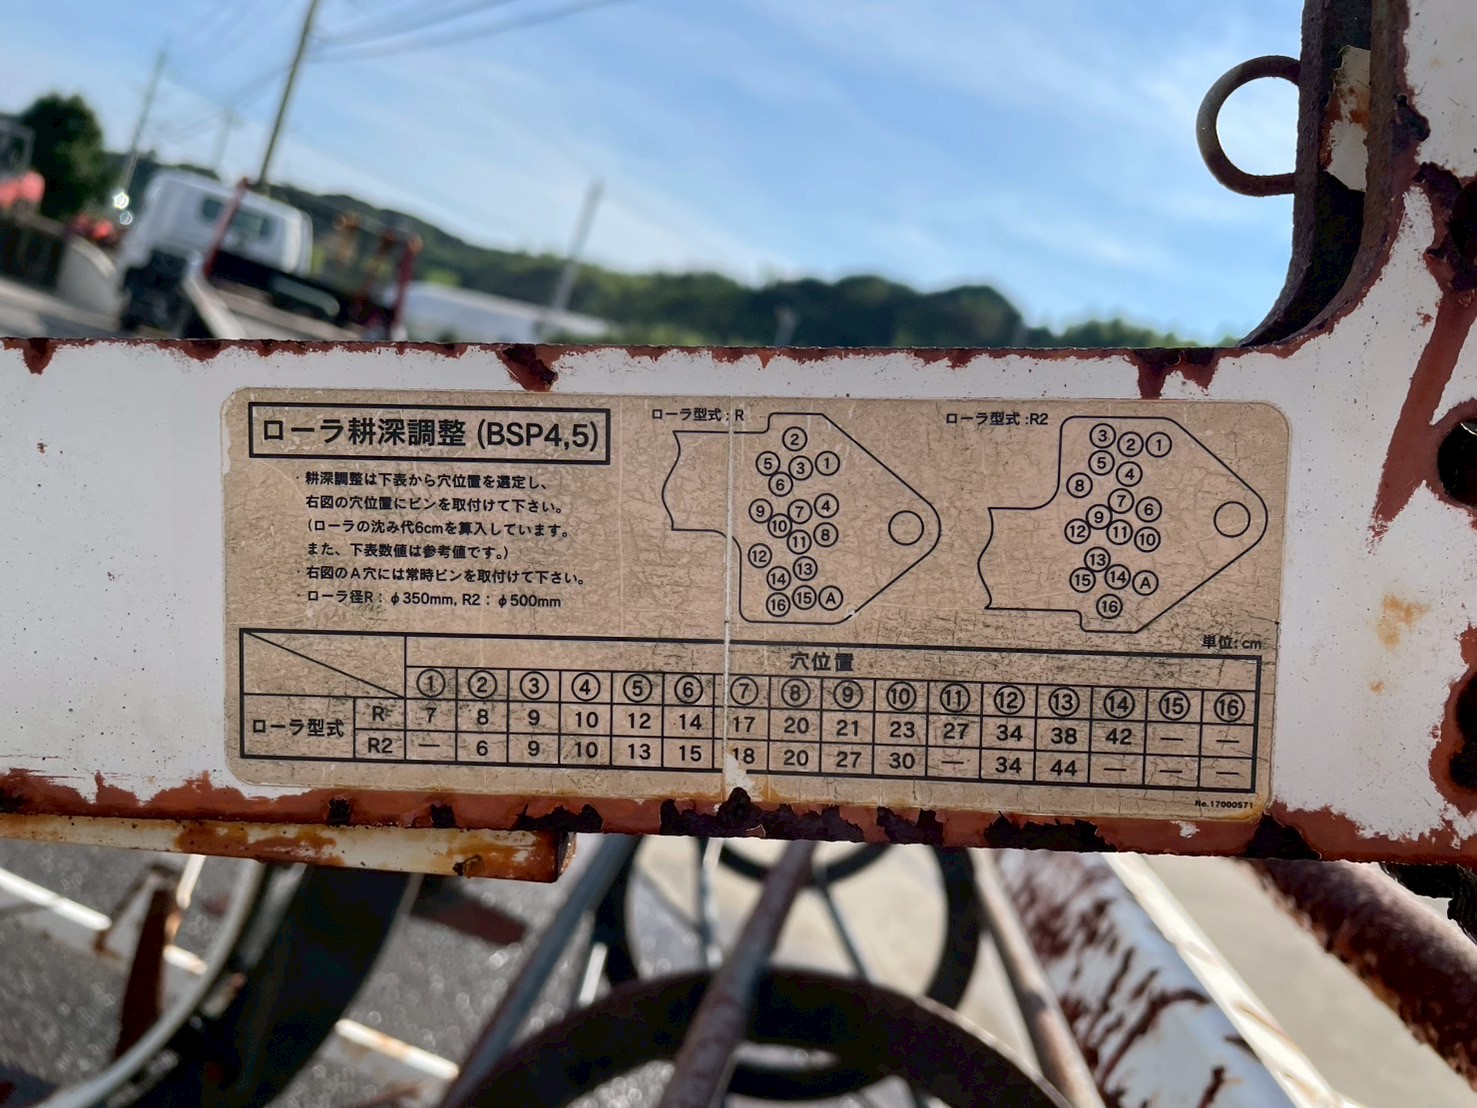 ローラ耕深調整 (BSP4,5)
・耕深調整は下表から穴位置を選定し、
右図の穴位置にピンを取付けて下さい。
(ローラの沈み代6cmを算入しています。
また、下表数値は参考値です。)
・右図のA穴には常時ピンを取付けて下さい。
・ローラ径R：φ350mm, R2：φ500mm
ローラ型式：R
②
⑤ ③ ①
⑥
⑨ ⑦ ④
⑩ ⑪ ⑧
⑫ ⑬
⑭
⑯ ⑮ Ⓐ
ローラ型式：R2
③ ② ①
⑤ ④
⑧
⑦ ⑥
⑨
⑫ ⑪ ⑩
⑬
⑮ ⑭ Ⓐ
⑯
単位：cm
穴位置
① ② ③ ④ ⑤ ⑥ ⑦ ⑧ ⑨ ⑩ ⑪ ⑫ ⑬ ⑭ ⑮ ⑯
ローラ型式
R 7 8 9 10 12 14 17 20 21 23 27 34 38 42 — —
R2 — 6 9 10 13 15 18 20 27 30 — 34 44 — — —
No.17000571